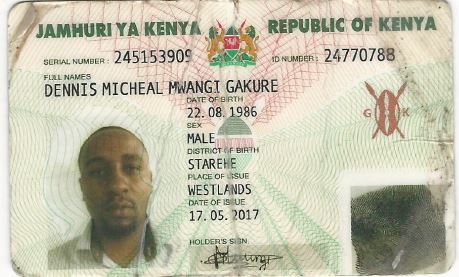 JAMHURI YA KENYA REPUBLIC OF KENYA
SERIAL NUMBER: 245153909 ID NUMBER: 24770788
FULL NAMES
DENNIS MICHEAL MWANGI GAKURE
DATE OF BIRTH
22.08.1986
SEX
MALE
DISTRICT OF BIRTH
STAREHE
PLACE OF ISSUE
WESTLANDS
DATE OF ISSUE
17.05.2017
HOLDER'S SIGN.
G K